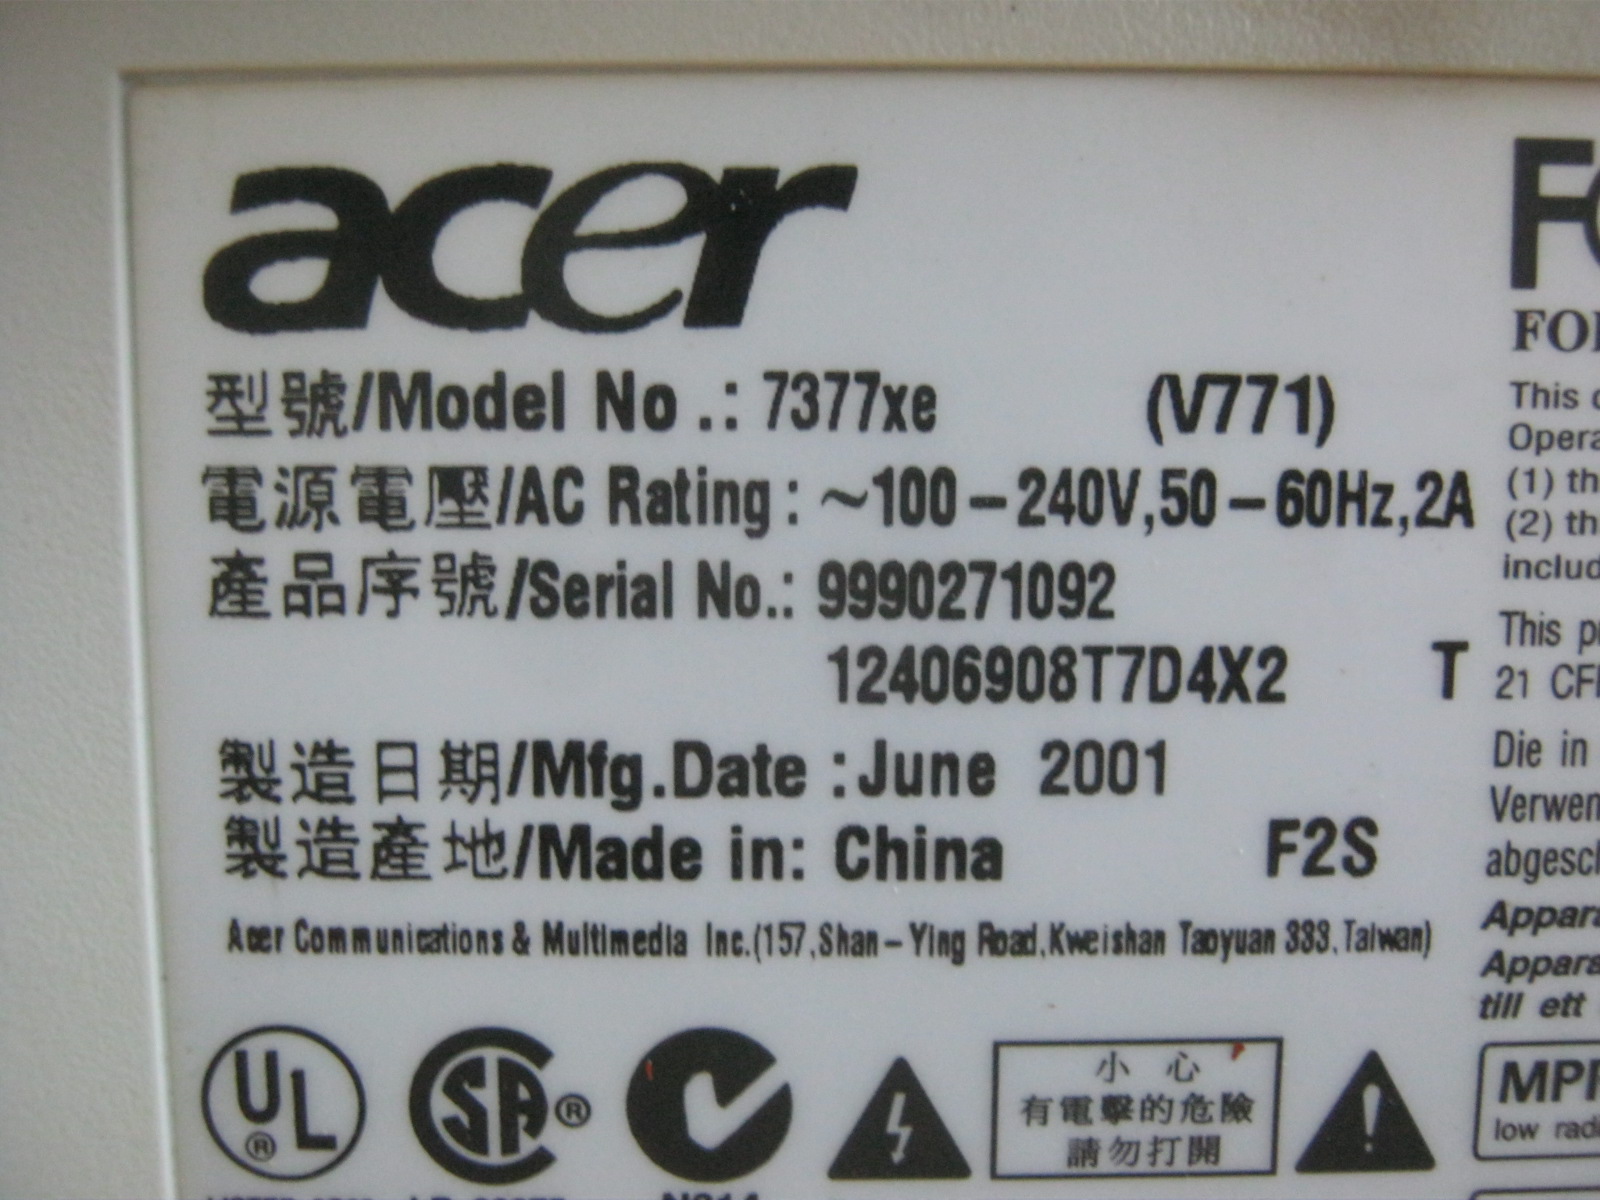 acer
型號/Model No.: 7377xe (V771)
電源電壓/AC Rating: ~100-240V,50-60Hz,2A
產品序號/Serial No.: 9990271092
12406908T7D4X2 T
製造日期/Mfg.Date :June 2001
製造產地/Made in: China F2S
Acer Communications & Multimedia Inc.(157,Shan-Ying Road,Kweishan Taoyuan 333,Taiwan)
UL
®
SA ®
小心
有電擊的危險
請勿打開
This
Opera
(1) th
(2) th
includ
This p
21 CF
Die in
Verwen
abgesc
Appara
Appara
till ett
MPR
low rad